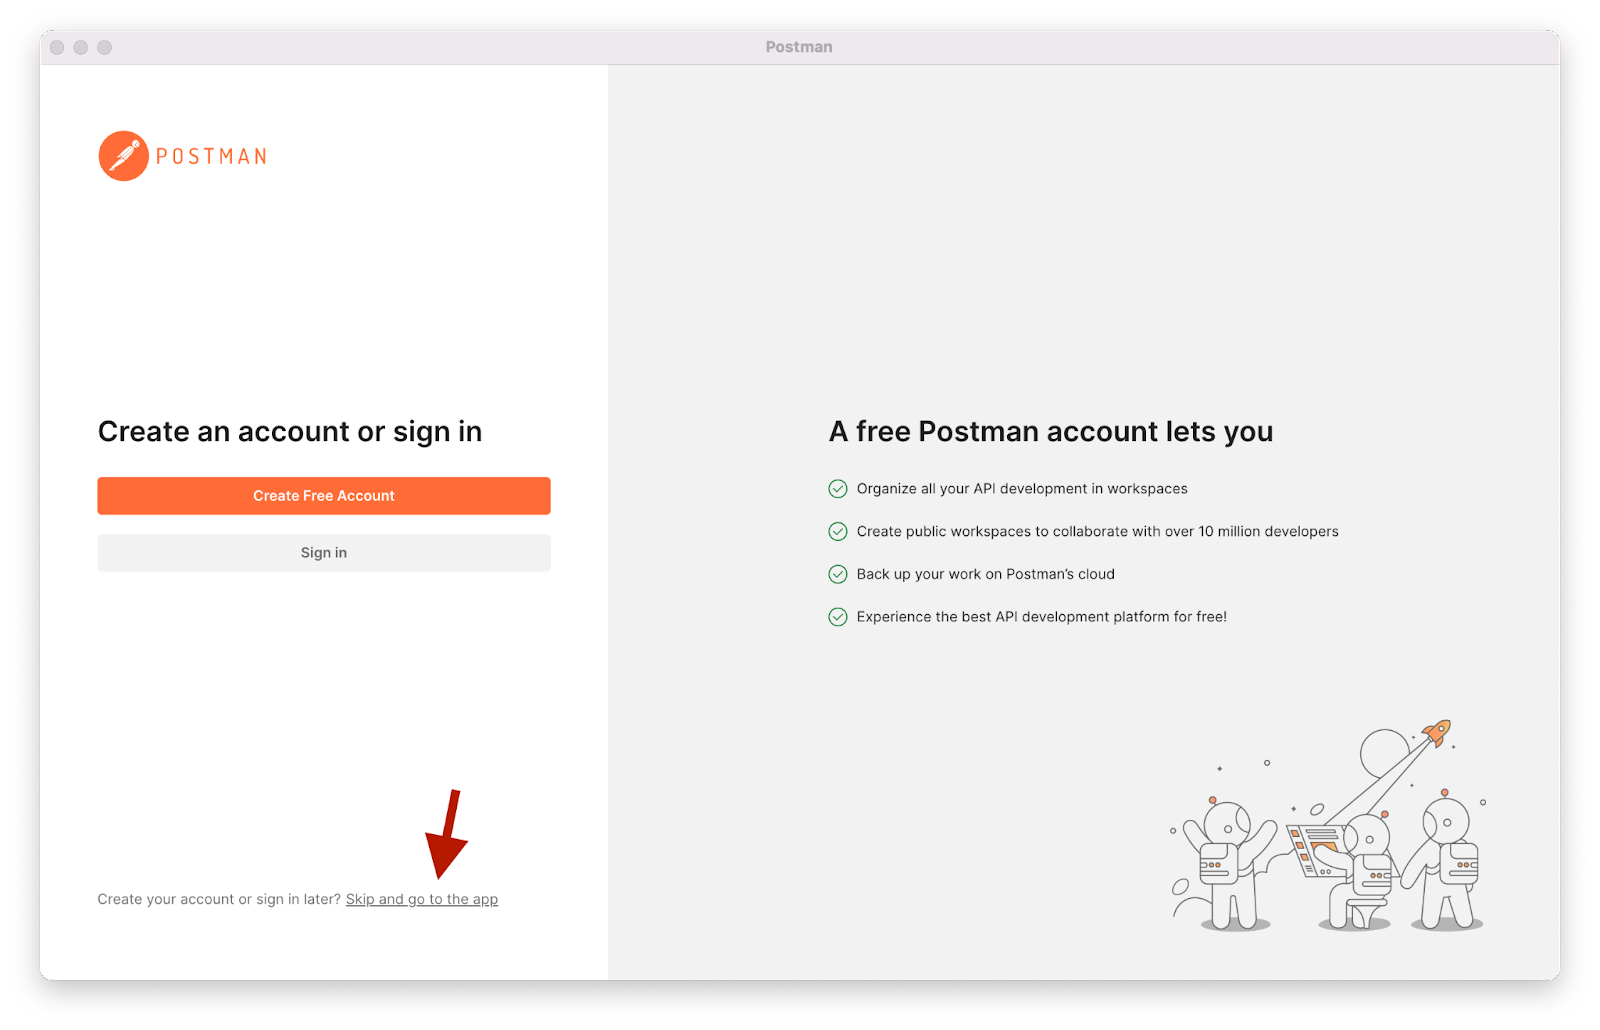 Postman
POSTMAN
Create an account or sign in
Create Free Account
Sign in
Create your account or sign in later? Skip and go to the app
A free Postman account lets you
Organize all your API development in workspaces
Create public workspaces to collaborate with over 10 million developers
Back up your work on Postman’s cloud
Experience the best API development platform for free!